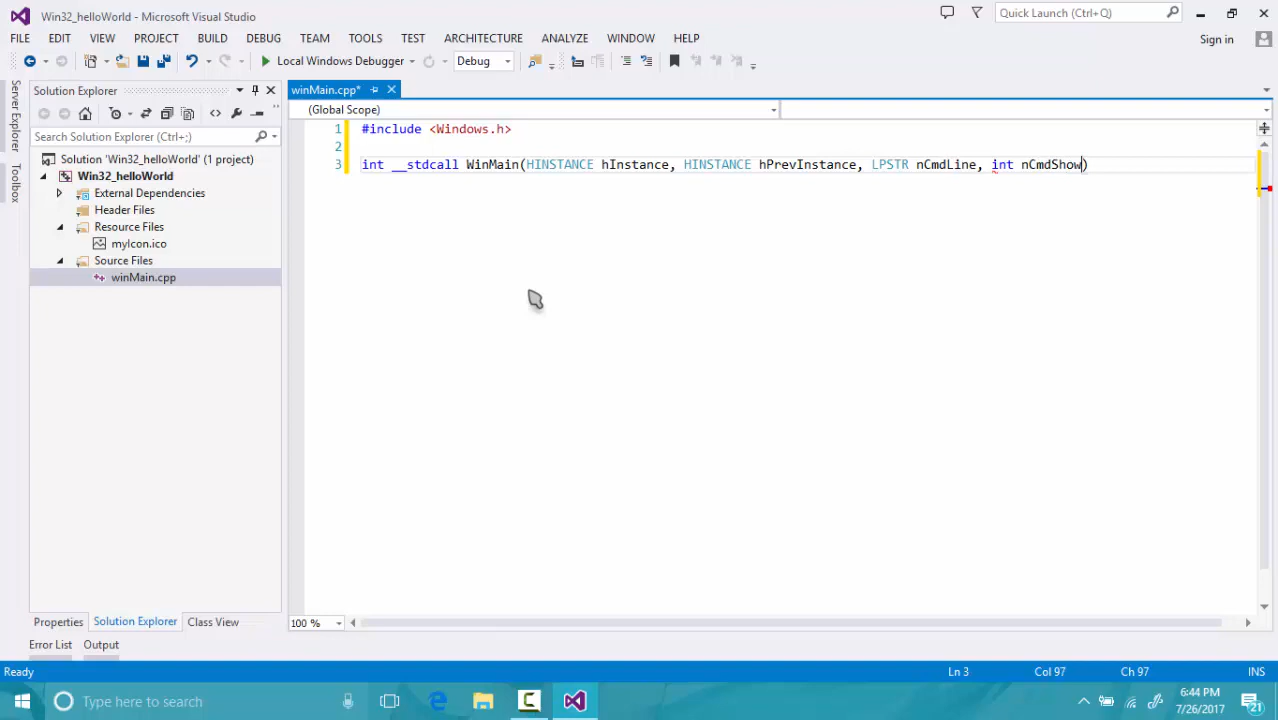 Win32_helloWorld - Microsoft Visual Studio
Quick Launch (Ctrl+Q)
FILE EDIT VIEW PROJECT BUILD DEBUG TEAM TOOLS TEST ARCHITECTURE ANALYZE WINDOW HELP
Sign in
Local Windows Debugger Debug
Server Explorer
Toolbox
Solution Explorer
Search Solution Explorer (Ctrl+;)
Solution 'Win32_helloWorld' (1 project)
Win32_helloWorld
External Dependencies
Header Files
Resource Files
myIcon.ico
Source Files
winMain.cpp
Properties Solution Explorer Class View
winMain.cpp*
(Global Scope)
1 #include <Windows.h>
2
3 int __stdcall WinMain(HINSTANCE hInstance, HINSTANCE hPrevInstance, LPSTR nCmdLine, int nCmdShow)
100 %
Error List Output
Ready Ln 3 Col 97 Ch 97 INS
Type here to search
6:44 PM
7/26/2017
21